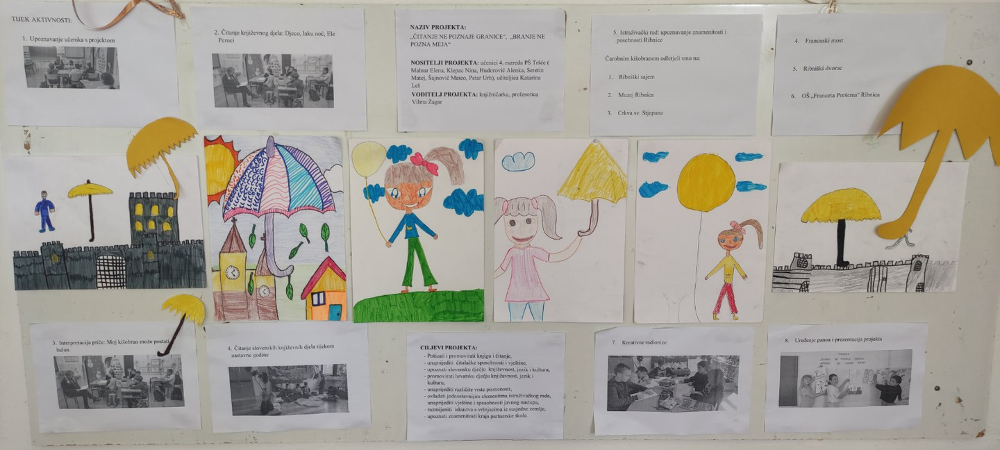 TIJEK AKTIVNOSTI:
1. Upoznavanje učenika s projektom
2. Čitanje književnog djela: Djeco, laku noć, Ele
Peroci
NAZIV PROJEKTA:
„ČITANJE NE POZNAJE GRANICE“, „BRANJE NE
POZNA MEJA“
NOSITELJI PROJEKTA: učenici 4. razreda PŠ Tršće (
Malnar Elena, Klepac Nina, Hudorović Alenka, Seretin
Matej, Šajnović Mateo, Petar Urh), učiteljica Katarina
Leš
VODITELJ PROJEKTA: knjižničarka, profesorica
Vilma Žagar
5. Istraživački rad: upoznavanje znamenitosti i
posebnosti Ribnice
Čarobnim kišobranom odletjeli smo na:
1. Ribniški sajem
2. Muzej Ribnica
3. Crkva sv. Stjepana
4. Francuski most
5. Ribniški dvorac
6. OŠ „Franceta Prešerna“ Ribnica
3. Interpretacija priče: Moj kišobran može postati
balon
4. Čitanje slovenskih književnih djela tijekom
nastavne godine
CILJEVI PROJEKTA:
- Poticati i promovirati knjigu i čitanje,
- unaprijediti čitalačke sposobnosti i vještine,
- upoznati slovensku dječju književnost, jezik i kulturu,
- promovirati hrvatsku dječju književnost, jezik i
kulturu,
- unaprijediti različite vrste pismenosti,
- ovladati jednostavnijim elementima istraživačkog rada,
unaprijediti vještine i sposobnosti javnog nastupa,
- razmijeniti iskustva s vršnjacima iz susjedne zemlje,
- upoznati znamenitosti kraja partnerske škole.
7. Kreativne radionice
8. Uređenje panoa i prezentacija projekta